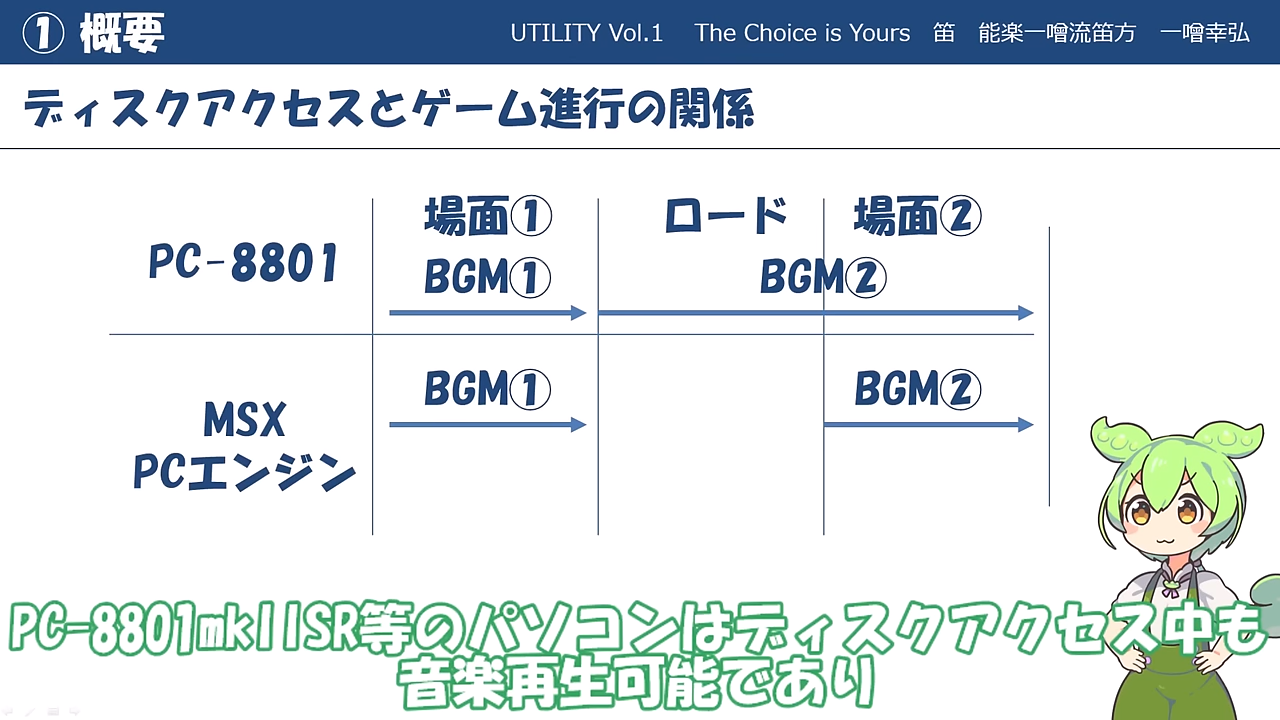 ① 概要
UTILITY Vol.1 The Choice is Yours 笛 能楽一噌流笛方 一噌幸弘
ディスクアクセスとゲーム進行の関係
場面① ロード 場面②
PC-8801
BGM① BGM②
BGM① BGM②
MSX
PCエンジン
PC-8801mkIISR等のパソコンはディスクアクセス中も
音楽再生可能であり